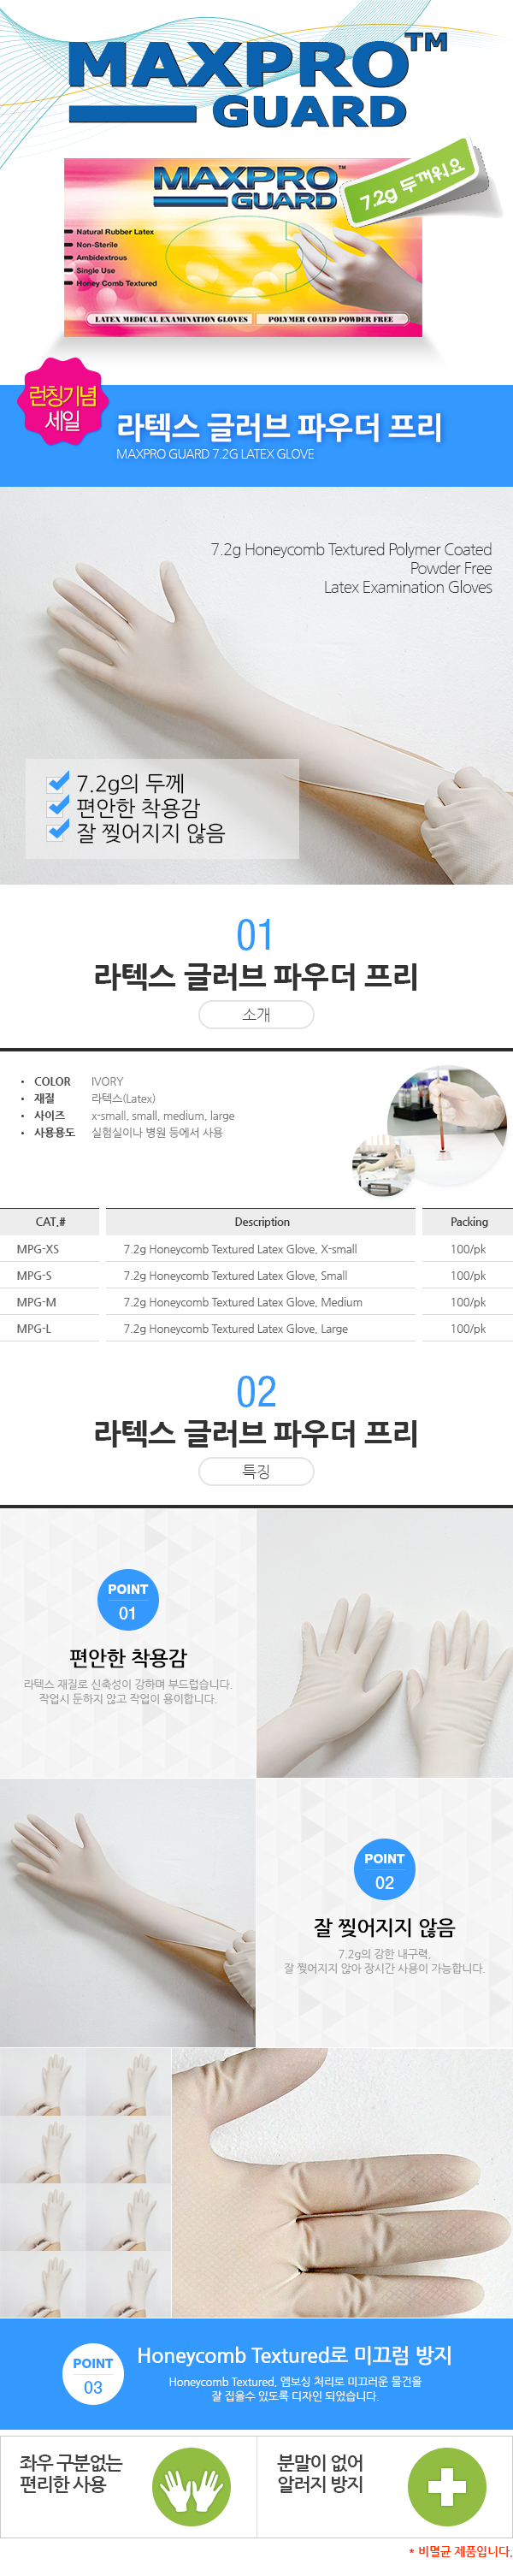 MAXPRO™
GUARD
7.2g 두꺼워요
MAXPRO™
GUARD
Natural Rubber Latex
Non-Sterile
Ambidextrous
Single Use
Honey Comb Textured
LATEX MEDICAL EXAMINATION GLOVES
POLYMER COATED POWDER FREE
런칭기념
세일
라텍스 글러브 파우더 프리
MAXPRO GUARD 7.2G LATEX GLOVE
7.2g Honeycomb Textured Polymer Coated
Powder Free
Latex Examination Gloves
7.2g의 두께
편안한 착용감
잘 찢어지지 않음
01
라텍스 글러브 파우더 프리
소개
• COLOR IVORY
• 재질 라텍스(Latex)
• 사이즈 x-small, small, medium, large
• 사용용도 실험실이나 병원 등에서 사용
CAT.# Description Packing
MPG-XS 7.2g Honeycomb Textured Latex Glove, X-small 100/pk
MPG-S 7.2g Honeycomb Textured Latex Glove, Small 100/pk
MPG-M 7.2g Honeycomb Textured Latex Glove, Medium 100/pk
MPG-L 7.2g Honeycomb Textured Latex Glove, Large 100/pk
02
라텍스 글러브 파우더 프리
특징
POINT
01
편안한 착용감
라텍스 재질로 신축성이 강하며 부드럽습니다.
작업시 둔하지 않고 작업이 용이합니다.
POINT
02
잘 찢어지지 않음
7.2g의 강한 내구력,
잘 찢어지지 않아 장시간 사용이 가능합니다.
POINT
03
Honeycomb Textured로 미끄럼 방지
Honeycomb Textured, 엠보싱 처리로 미끄러운 물건을
잘 집을수 있도록 디자인 되었습니다.
좌우 구분없는
편리한 사용
분말이 없어
알러지 방지
* 비멸균 제품입니다.